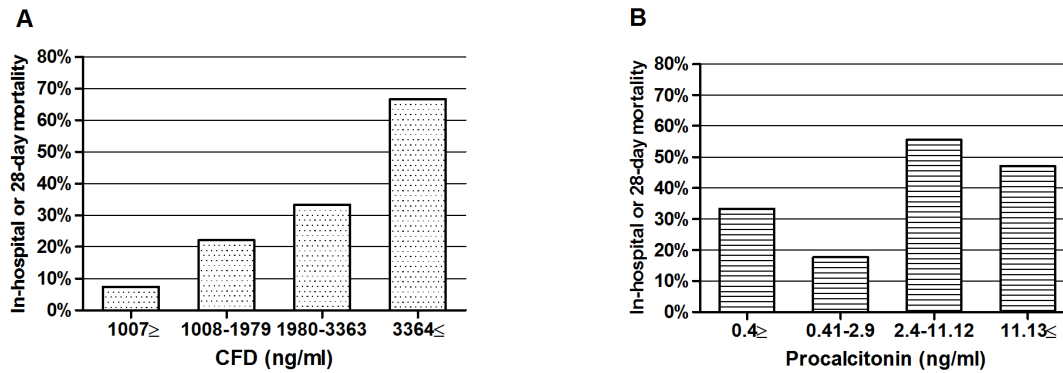 A
In-hospital or 28-day mortality
80%
70%
60%
50%
40%
30%
20%
10%
0%
1007≥ 1008-1979 1980-3363 3364≤
CFD (ng/ml)
B
In-hospital or 28-day mortality
80%
70%
60%
50%
40%
30%
20%
10%
0%
0.4≥ 0.41-2.9 2.4-11.12 11.13≤
Procalcitonin (ng/ml)